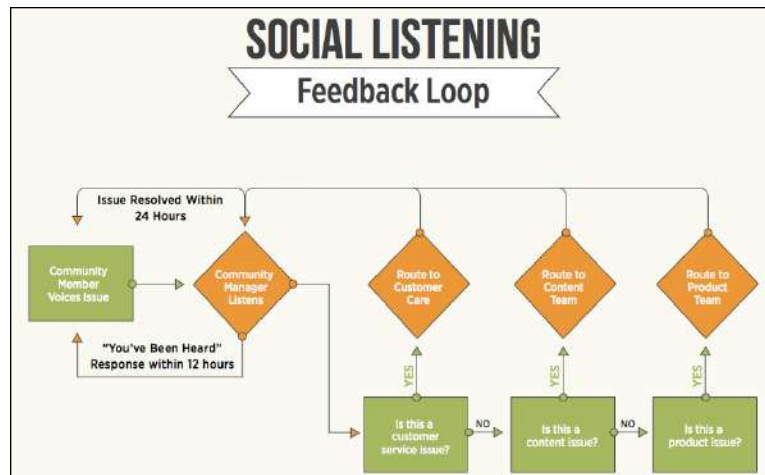 SOCIAL LISTENING
Feedback Loop
Issue Resolved Within
24 Hours
Community
Member
Voices Issue
Community
Manager
Listens
Route to
Customer
Care
Route to
Content
Team
Route to
Product
Team
"You've Been Heard"
Response within 12 hours
YES
YES
YES
Is this a
customer
service issue?
NO
Is this a
content issue?
NO
Is this a
product issue?